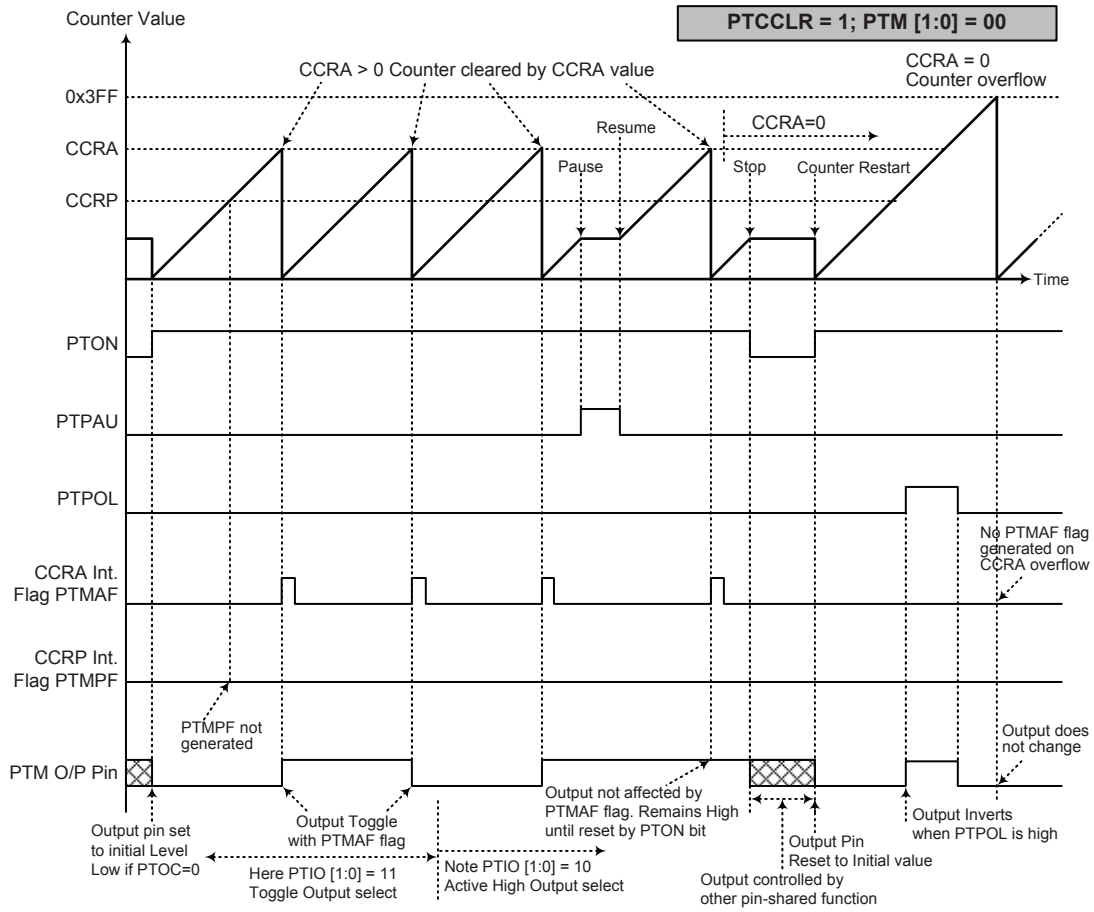 Counter Value
PTCCLR = 1; PTM [1:0] = 00
CCRA = 0
Counter overflow
CCRA > 0 Counter cleared by CCRA value
0x3FF
Resume
CCRA=0
CCRA
Pause
Stop
Counter Restart
CCRP
Time
PTON
PTPAU
PTPOL
No PTMAF flag
generated on
CCRA overflow
CCRA Int.
Flag PTMAF
CCRP Int.
Flag PTMPF
PTMPF not
generated
Output does
not change
PTM O/P Pin
Output pin set
to initial Level
Low if PTOC=0
Output Toggle
with PTMAF flag
Output not affected by
PTMAF flag. Remains High
until reset by PTON bit
Output Inverts
when PTPOL is high
Output Pin
Reset to Initial value
Here PTIO [1:0] = 11
Toggle Output select
Note PTIO [1:0] = 10
Active High Output select
Output controlled by
other pin-shared function